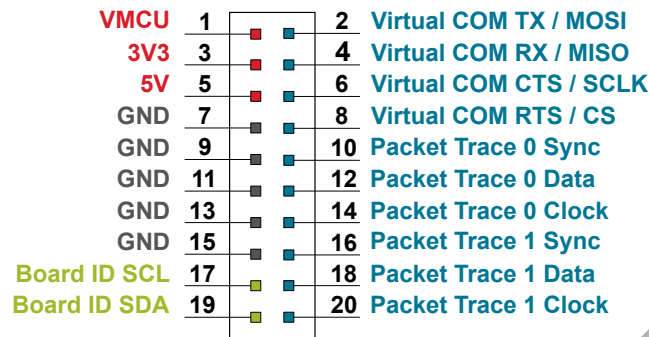 VMCU 1 2 Virtual COM TX / MOSI
3V3 3 4 Virtual COM RX / MISO
5V 5 6 Virtual COM CTS / SCLK
GND 7 8 Virtual COM RTS / CS
GND 9 10 Packet Trace 0 Sync
GND 11 12 Packet Trace 0 Data
GND 13 14 Packet Trace 0 Clock
GND 15 16 Packet Trace 1 Sync
Board ID SCL 17 18 Packet Trace 1 Data
Board ID SDA 19 20 Packet Trace 1 Clock